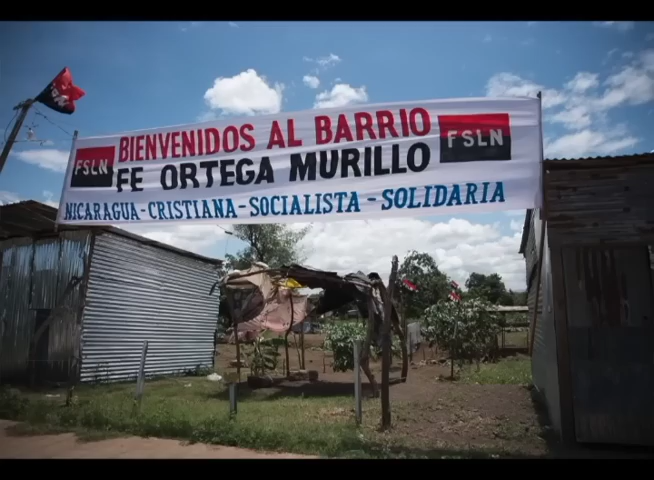 FSLN
BIENVENIDOS AL BARRIO
FE ORTEGA MURILLO
FSLN
NICARAGUA-CRISTIANA-SOCIALISTA-SOLIDARIA